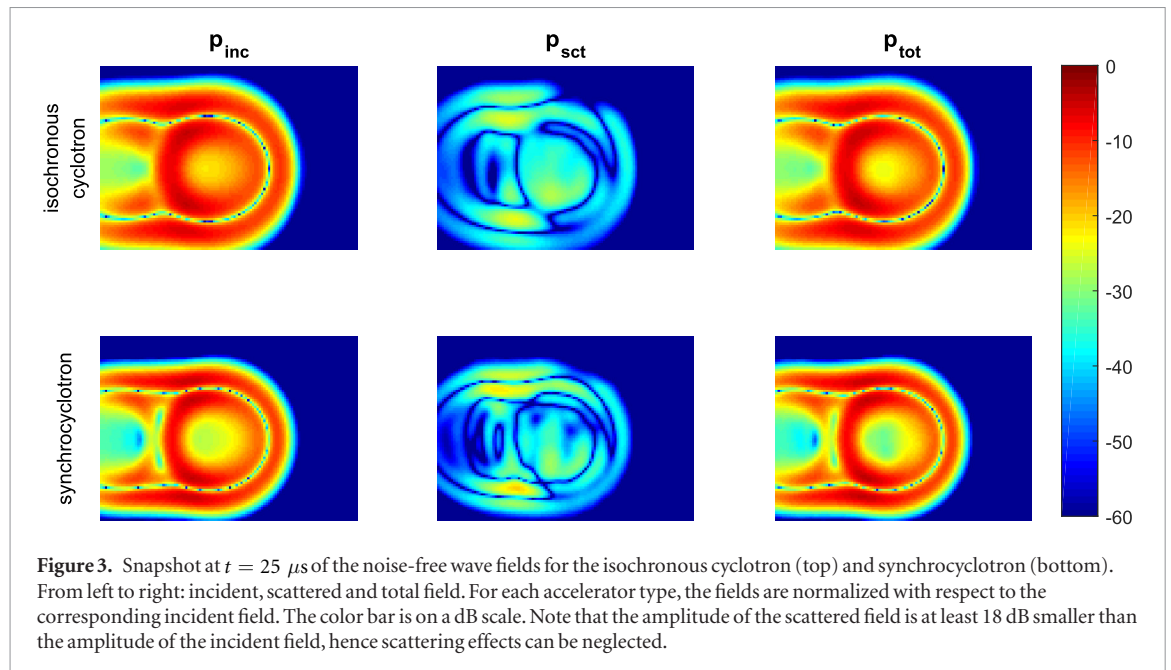 p_inc p_sct p_tot
isochronous
cyclotron
synchrocyclotron
0
-10
-20
-30
-40
-50
-60
Figure 3. Snapshot at t = 25 μs of the noise-free wave fields for the isochronous cyclotron (top) and synchrocyclotron (bottom).
From left to right: incident, scattered and total field. For each accelerator type, the fields are normalized with respect to the
corresponding incident field. The color bar is on a dB scale. Note that the amplitude of the scattered field is at least 18 dB smaller than
the amplitude of the incident field, hence scattering effects can be neglected.